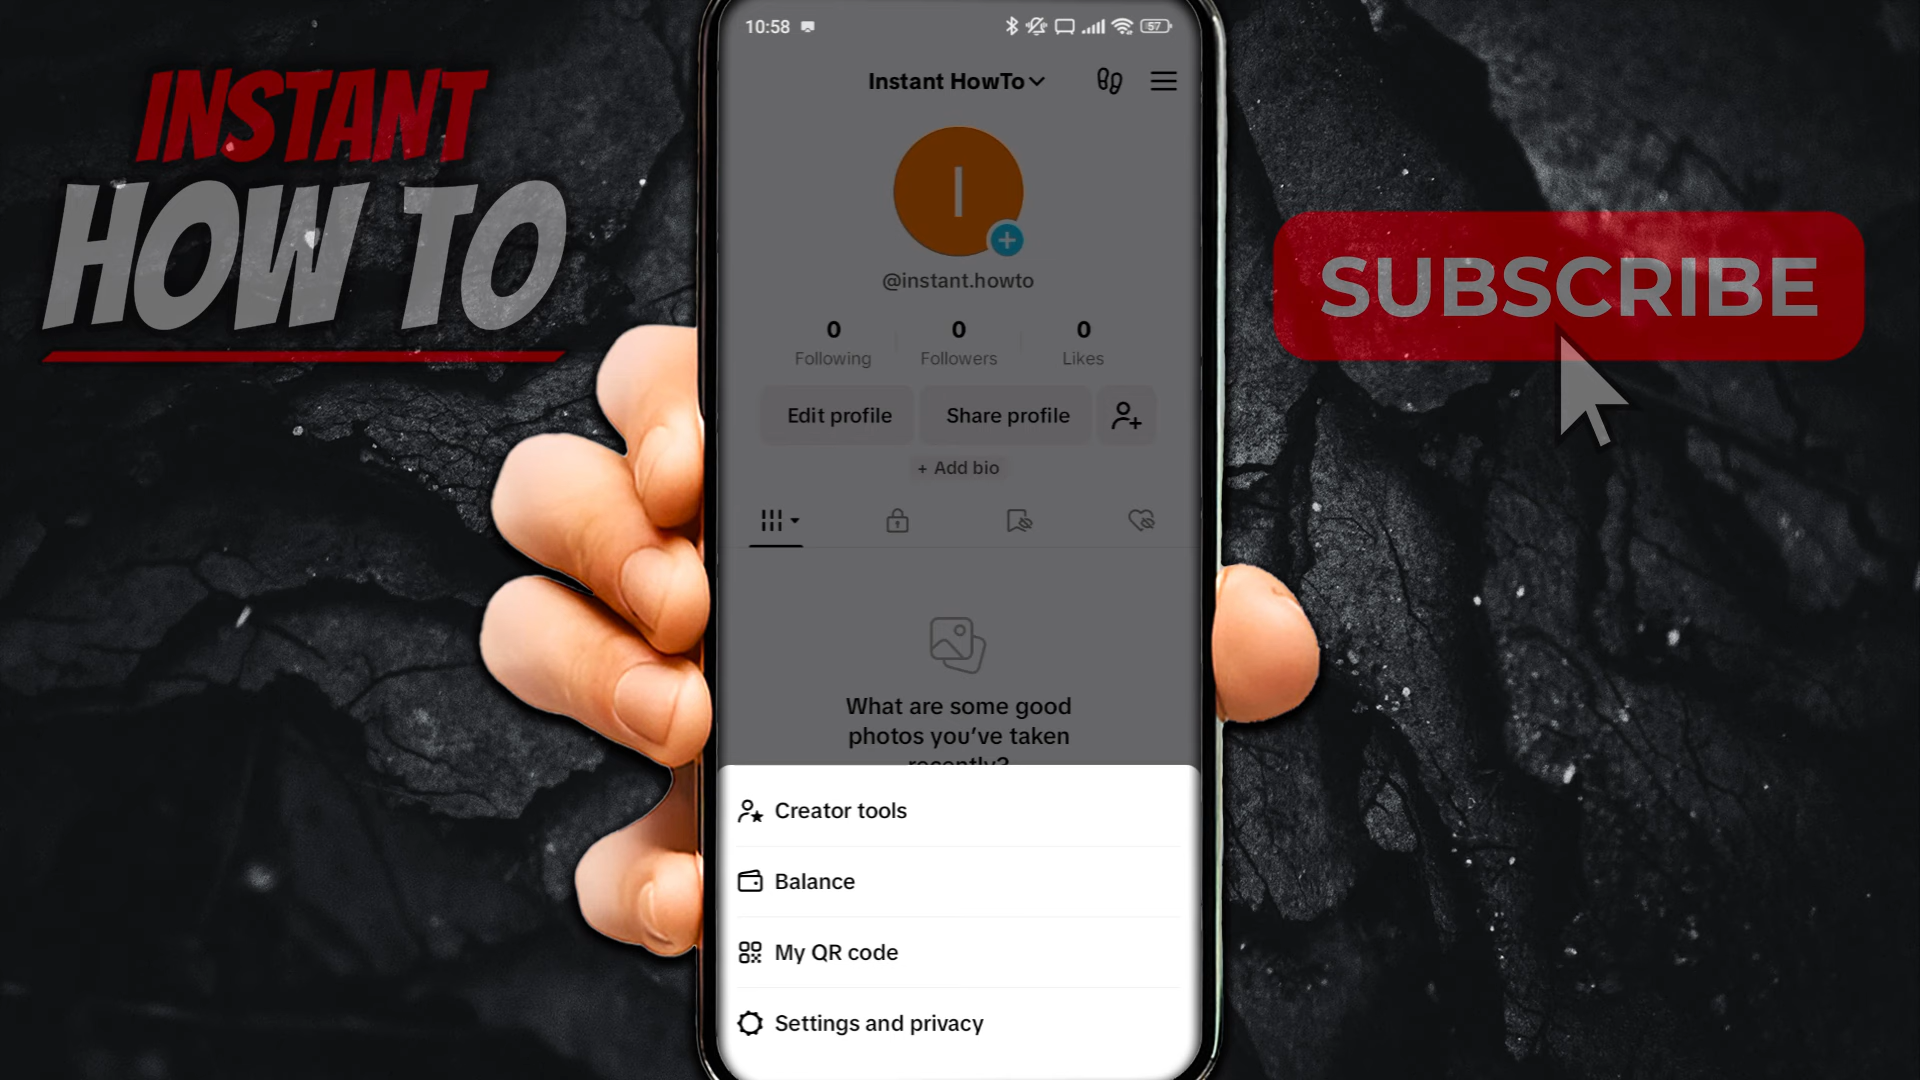 INSTANT
HOW TO
SUBSCRIBE
10:58
57
Instant HowTo
I
@instant.howto
0
Following
0
Followers
0
Likes
Edit profile
Share profile
+ Add bio
What are some good
photos you've taken
recently?
Creator tools
Balance
My QR code
Settings and privacy